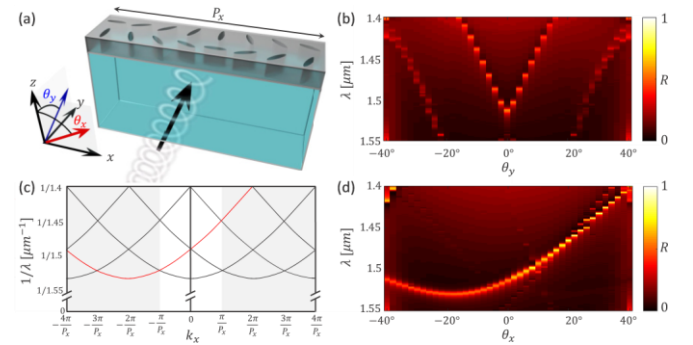 (a)
P_x
z
θ_y
y
θ_x
x
(b)
1.4
1.45
1.5
1.55
λ [μm]
−40°
−20°
0°
20°
40°
θ_y
1
R
0
(c)
1/1.4
1/1.45
1/1.5
1/1.55
0
1/λ [μm⁻¹]
−4π/P_x
−3π/P_x
−2π/P_x
−π/P_x
0
π/P_x
2π/P_x
3π/P_x
4π/P_x
k_x
(d)
1.4
1.45
1.5
1.55
λ [μm]
−40°
−20°
0°
20°
40°
θ_x
1
R
0